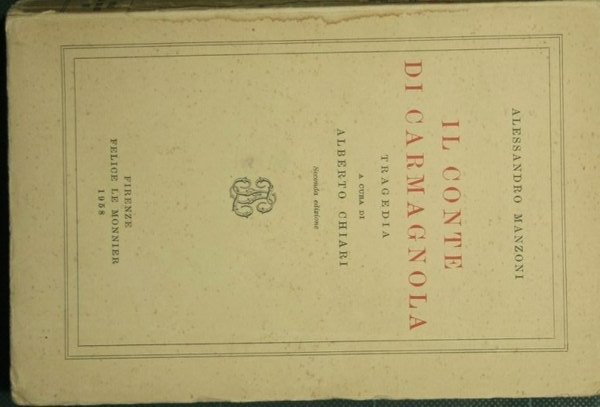 ALESSANDRO MANZONI
IL CONTE
DI CARMAGNOLA
TRAGEDIA
A CURA DI
ALBERTO CHIARI
Seconda edizione
FIRENZE
FELICE LE MONNIER
1958